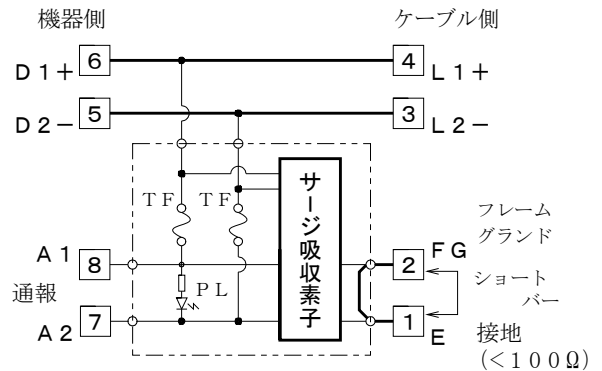 機器側
ケーブル側
D1+
6
4
L1+
D2−
5
3
L2−
TF
TF
サージ吸収素子
フレーム
グランド
A1
8
FG
2
PL
ショート
バー
通報
A2
7
1
E
接地
(<100Ω)